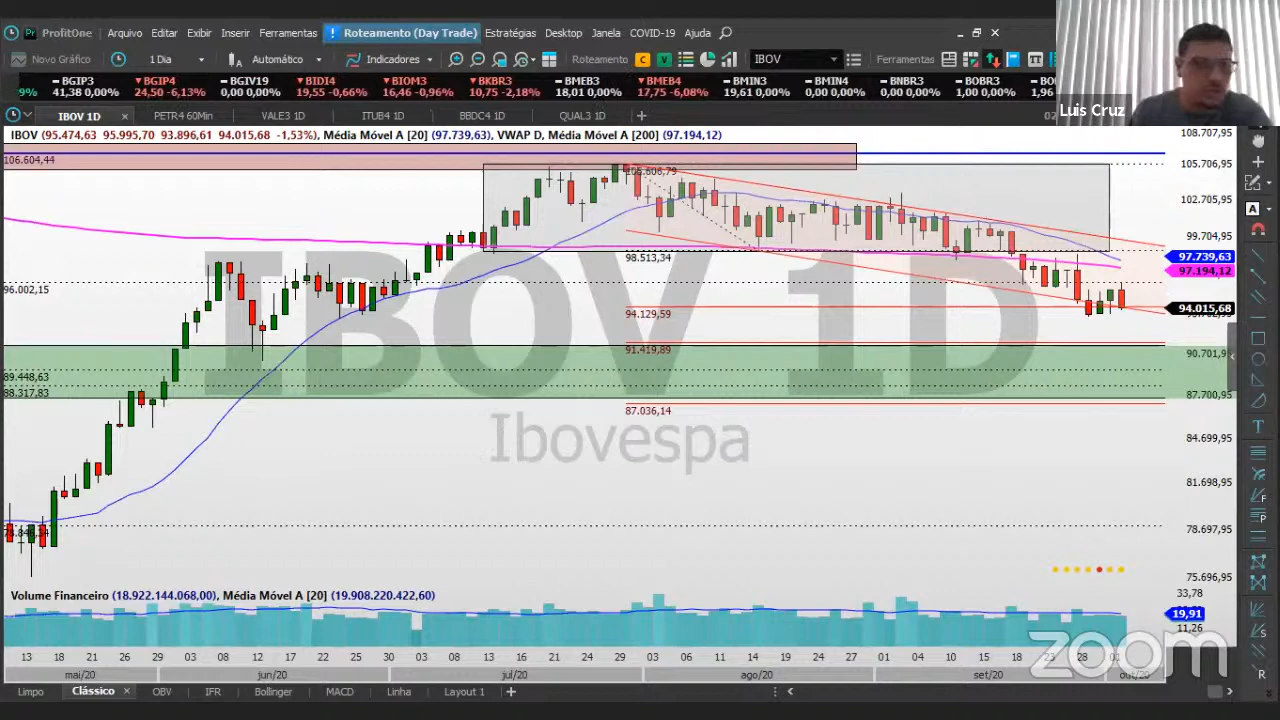 ProfitOne Arquivo Editar Exibir Inserir Ferramentas ! Roteamento (Day Trade) Estratégias Desktop Janela COVID-19 Ajuda
Novo Gráfico 1 Dia Automático Indicadores Roteamento C V IBOV Ferramentas
BGIP3 BGIP4 BGIV19 BIDI4 BIOM3 BKBR3 BMEB3 BMEB4 BMIN3 BMIN4 BNBR3 BOBR3
9% 41,38 0,00% 24,50 -6,13% 0,00 0,00% 19,55 -0,66% 16,46 -0,96% 10,75 -2,18% 18,01 0,00% 17,75 -6,08% 19,61 0,00% 0,00 0,00% 0,00 0,00% 1,00 0,00% 1,96
Luis Cruz
IBOV 1D PETR4 60Min VALE3 1D ITUB4 1D BBDC4 1D QUAL3 1D
IBOV (95.474,63 95.995,70 93.896,61 94.015,68 -1,53%), Média Móvel A [20] (97.739,63), VWAP D, Média Móvel A [200] (97.194,12)
108.707,95
106.604,44
105.706,95
102.705,95
99.704,95
98.513,34
97.739,63
97.194,12
96.002,15
94.129,59
94.015,68
91.419,89
90.701,95
89.448,63
88.317,83
87.700,95
87.036,14
84.699,95
81.698,95
78.697,95
75.696,95
IBOV 1D
Ibovespa
Volume Financeiro (18.922.144.068,00), Média Móvel A [20] (19.908.220.422,60)
33,78
19,91
11,26
13 18 21 26 29 03 08 12 17 22 25 30 03 08 13 16 21 24 29 03 06 11 14 19 24 27 01 04 10 15 18 23 28
mai/20 jun/20 jul/20 ago/20 set/20 out/20
Limpo Clássico OBV IFR Bollinger MACD Linha Layout 1
zoom